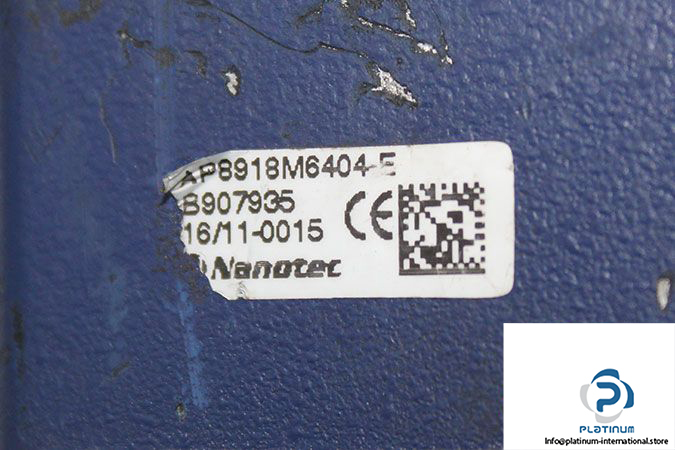 AP8918M6404-E
B907935
16/11-0015
CE
Nanotec
PLATINUM
Info@platinum-international.store